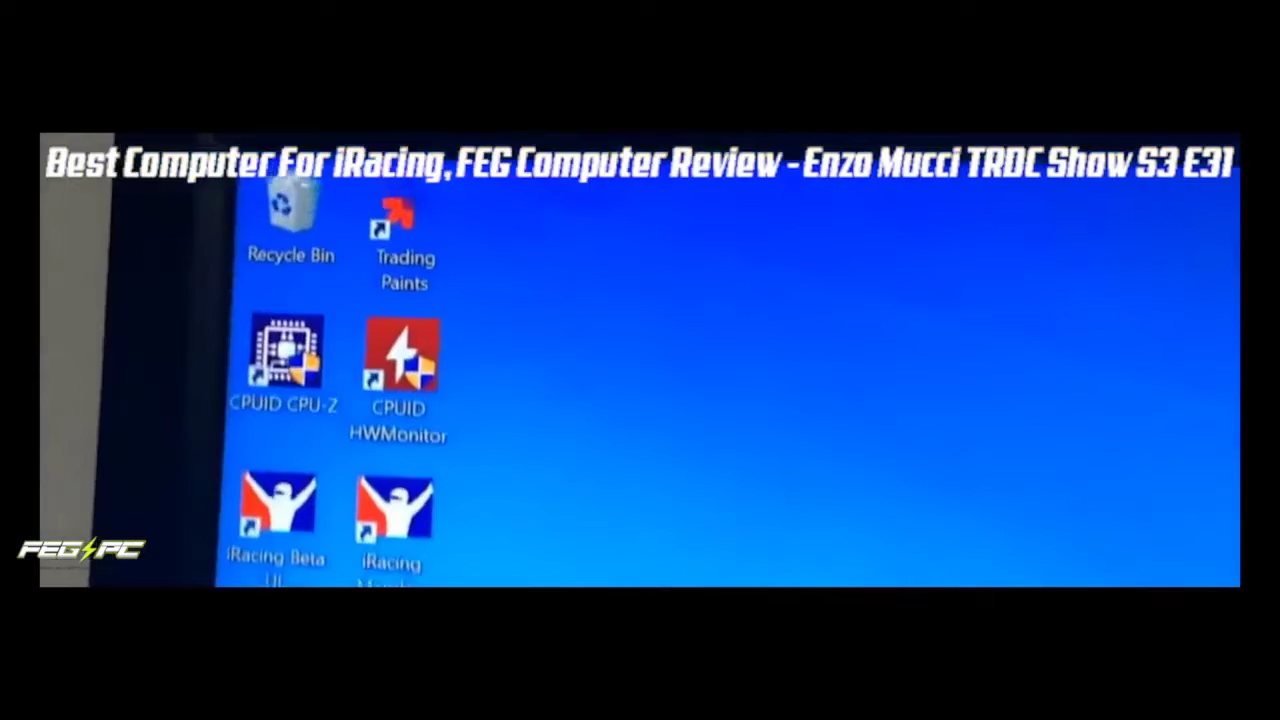 Best Computer For iRacing, FEG Computer Review - Enzo Mucci TRDC Show S3 E31
Recycle Bin
Trading
Paints
CPUID CPU-Z
CPUID
HWMonitor
iRacing Beta
UI
iRacing
FEG PC